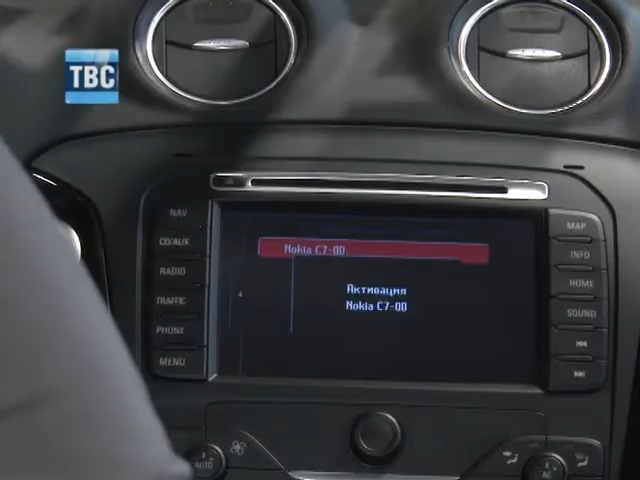 TBC
NAV
CD/AUX
RADIO
TRAFFIC
PHONE
MENU
Nokia C7-00
Активация
Nokia C7-00
MAP
INFO
HOME
SOUND
AUTO
AC